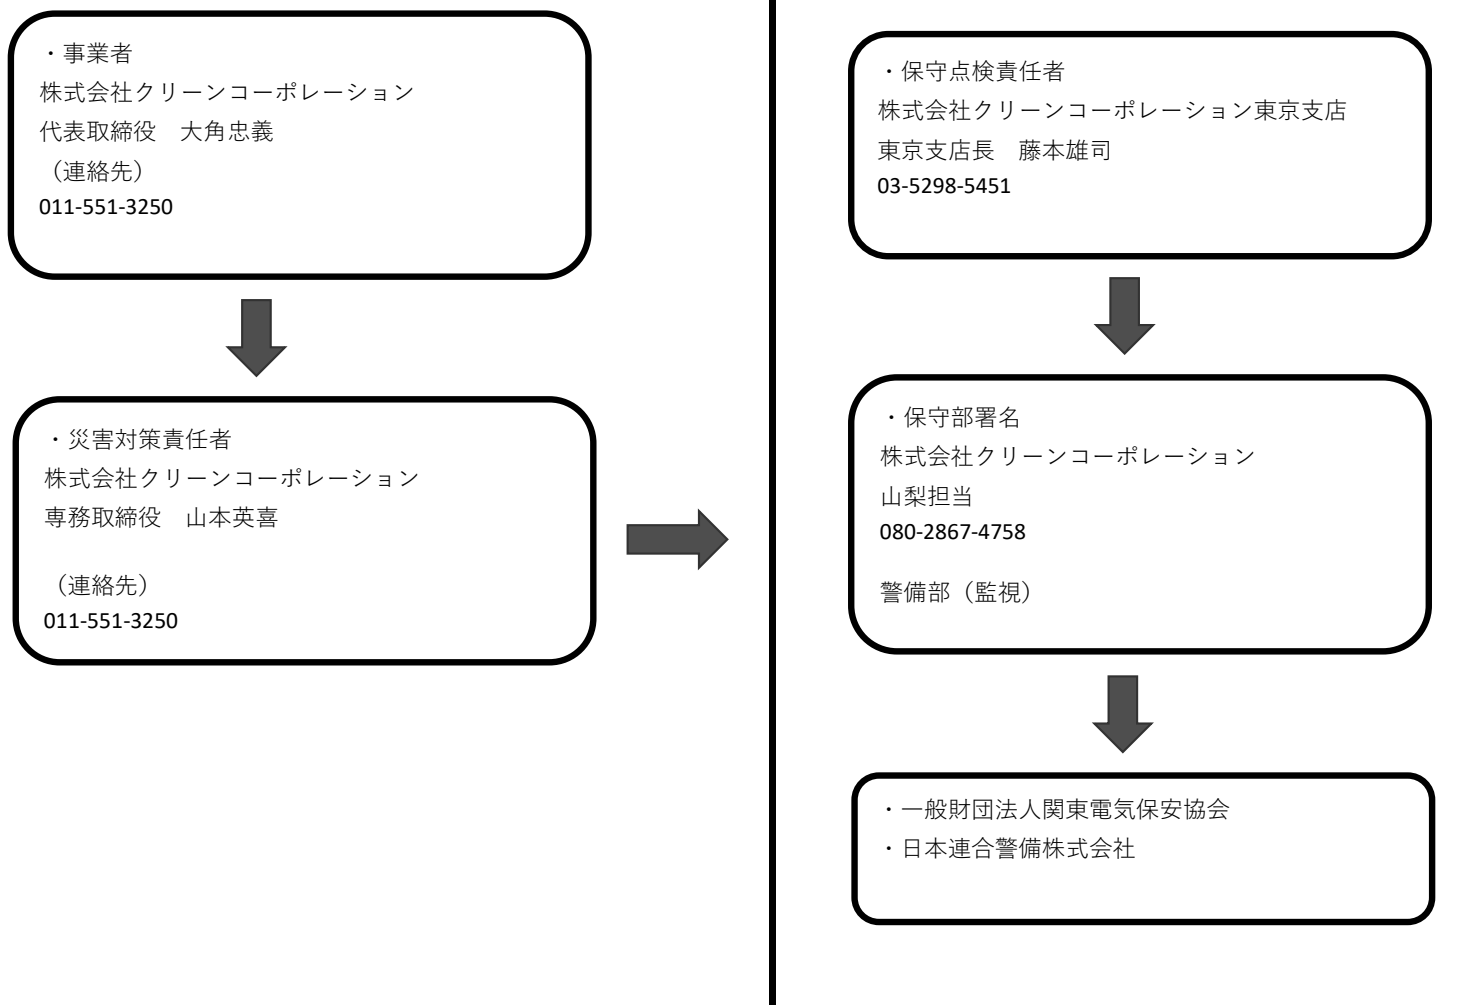 ・事業者
株式会社クリーンコーポレーション
代表取締役　大角忠義
（連絡先）
011-551-3250
・災害対策責任者
株式会社クリーンコーポレーション
専務取締役　山本英喜
（連絡先）
011-551-3250
・保守点検責任者
株式会社クリーンコーポレーション東京支店
東京支店長　藤本雄司
03-5298-5451
・保守部署名
株式会社クリーンコーポレーション
山梨担当
080-2867-4758
警備部（監視）
・一般財団法人関東電気保安協会
・日本連合警備株式会社